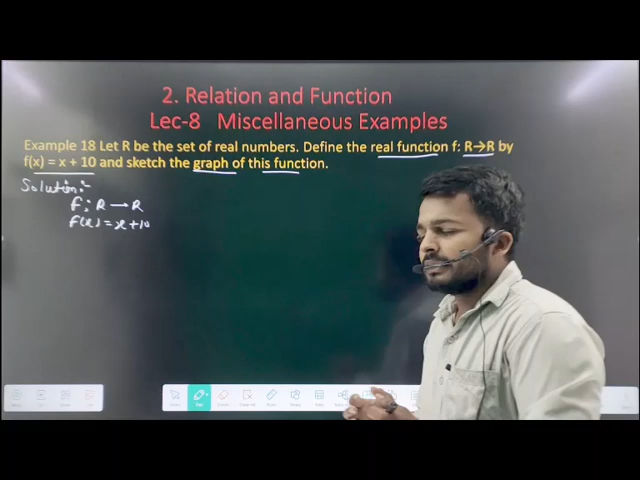 2. Relation and Function
Lec-8 Miscellaneous Examples
Example 18 Let R be the set of real numbers. Define the real function f: R→R by
f(x) = x + 10 and sketch the graph of this function.
Solution:-
f: R → R
f(x) = x + 10